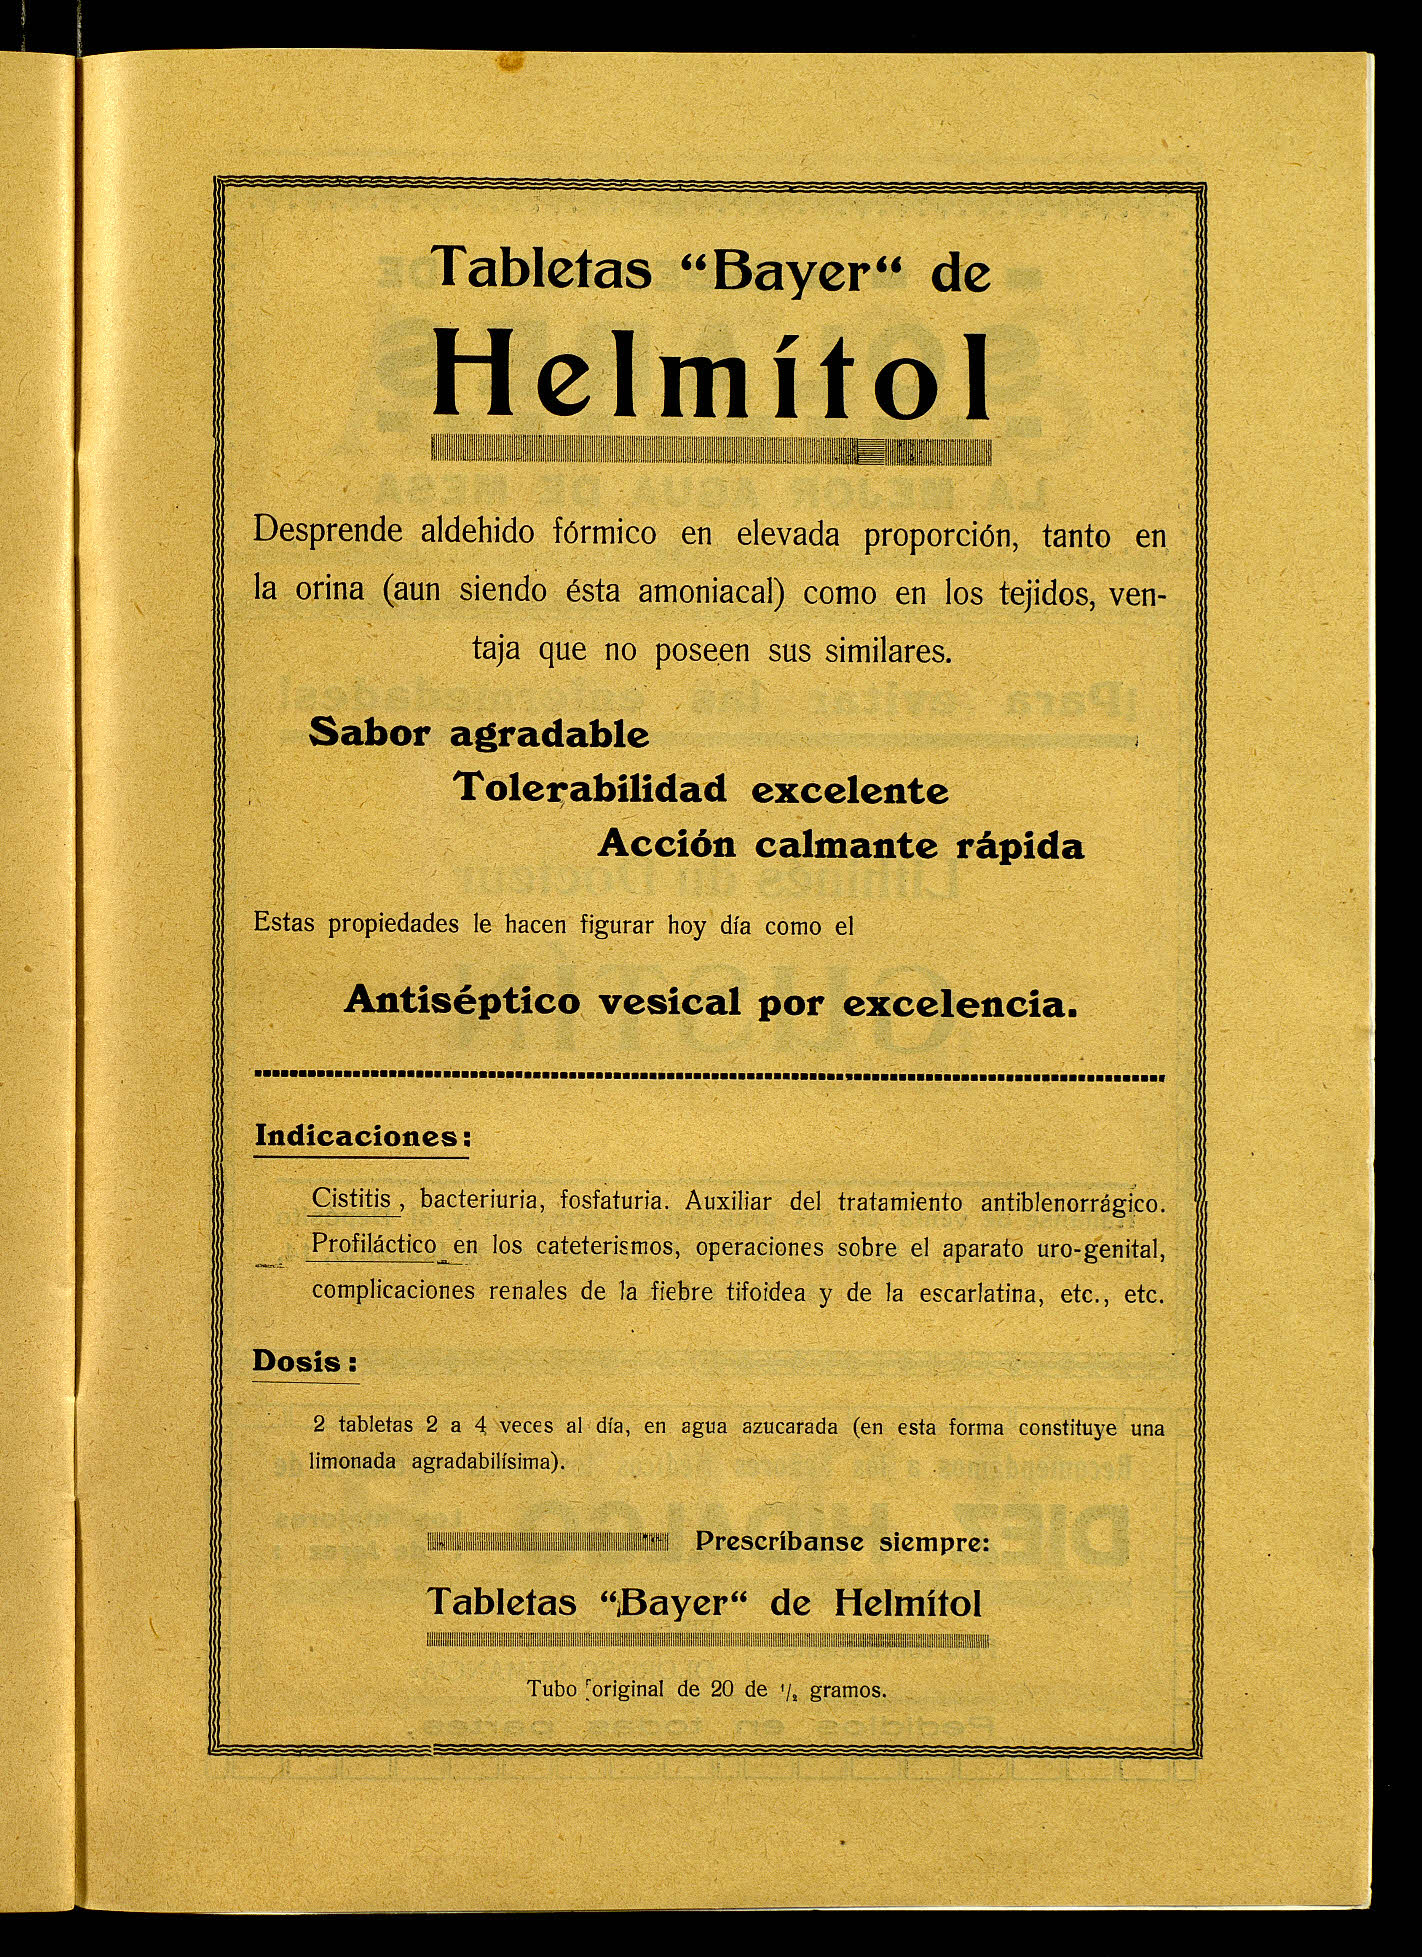 Tabletas “Bayer“ de
Helmítol
Desprende aldehido fórmico en elevada proporción, tanto en
la orina (aun siendo ésta amoniacal) como en los tejidos, ven-
taja que no poseen sus similares.
Sabor agradable
Tolerabilidad excelente
Acción calmante rápida
Estas propiedades le hacen figurar hoy día como el
Antiséptico vesical por excelencia.
Indicaciones:
Cistitis, bacteriuria, fosfaturia. Auxiliar del tratamiento antiblenorrágico.
Profiláctico en los cateterismos, operaciones sobre el aparato uro-genital,
complicaciones renales de la fiebre tifoidea y de la escarlatina, etc., etc.
Dosis:
2 tabletas 2 a 4 veces al día, en agua azucarada (en esta forma constituye una
limonada agradabilísima).
Prescríbanse siempre:
Tabletas “Bayer“ de Helmítol
Tubo original de 20 de ½ gramos.